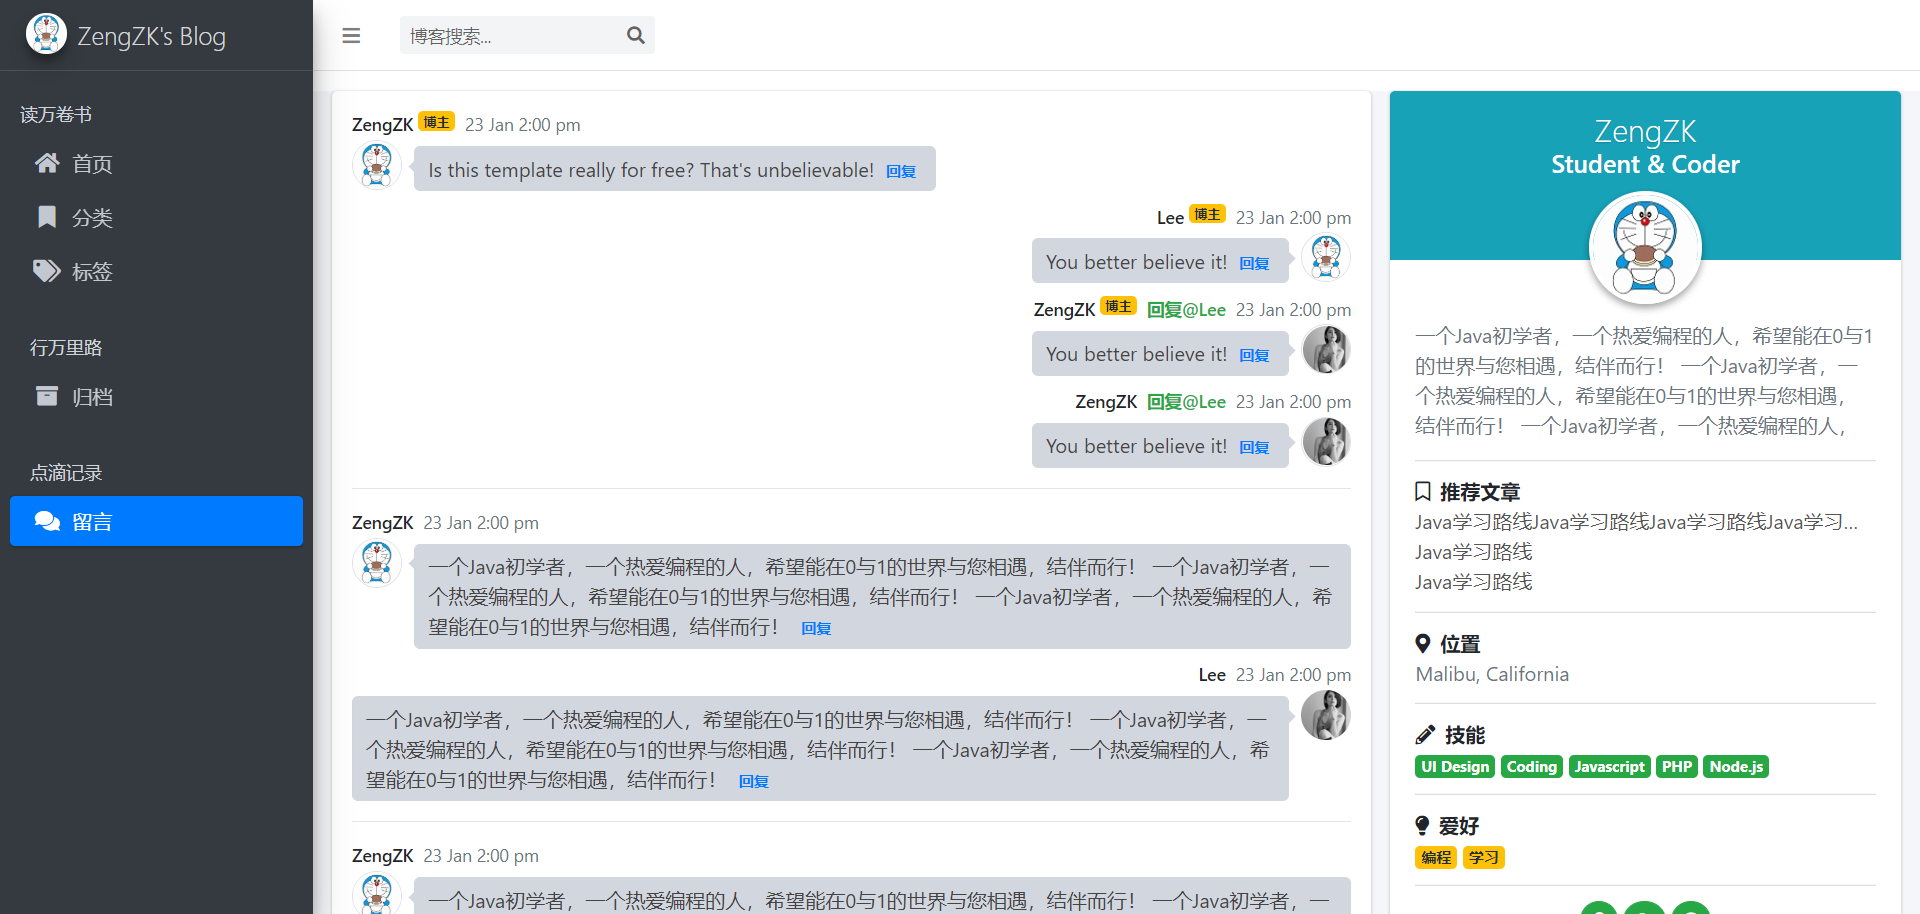 ZengZK's Blog
博客搜索...
读万卷书
首页
分类
标签
行万里路
归档
点滴记录
留言
ZengZK 博主 23 Jan 2:00 pm
Is this template really for free? That's unbelievable! 回复
Lee 博主 23 Jan 2:00 pm
You better believe it! 回复
ZengZK 博主 回复@Lee 23 Jan 2:00 pm
You better believe it! 回复
ZengZK 回复@Lee 23 Jan 2:00 pm
You better believe it! 回复
ZengZK 23 Jan 2:00 pm
一个Java初学者，一个热爱编程的人，希望能在0与1的世界与您相遇，结伴而行！ 一个Java初学者，一
个热爱编程的人，希望能在0与1的世界与您相遇，结伴而行！ 一个Java初学者，一个热爱编程的人，希
望能在0与1的世界与您相遇，结伴而行！ 回复
Lee 23 Jan 2:00 pm
一个Java初学者，一个热爱编程的人，希望能在0与1的世界与您相遇，结伴而行！ 一个Java初学者，一
个热爱编程的人，希望能在0与1的世界与您相遇，结伴而行！ 一个Java初学者，一个热爱编程的人，希
望能在0与1的世界与您相遇，结伴而行！ 回复
ZengZK 23 Jan 2:00 pm
一个Java初学者，一个热爱编程的人，希望能在0与1的世界与您相遇，结伴而行！ 一个Java初学者，一
ZengZK
Student & Coder
一个Java初学者，一个热爱编程的人，希望能在0与1
的世界与您相遇，结伴而行！ 一个Java初学者，一
个热爱编程的人，希望能在0与1的世界与您相遇，
结伴而行！ 一个Java初学者，一个热爱编程的人，
推荐文章
Java学习路线Java学习路线Java学习路线Java学习...
Java学习路线
Java学习路线
位置
Malibu, California
技能
UI Design Coding Javascript PHP Node.js
爱好
编程 学习